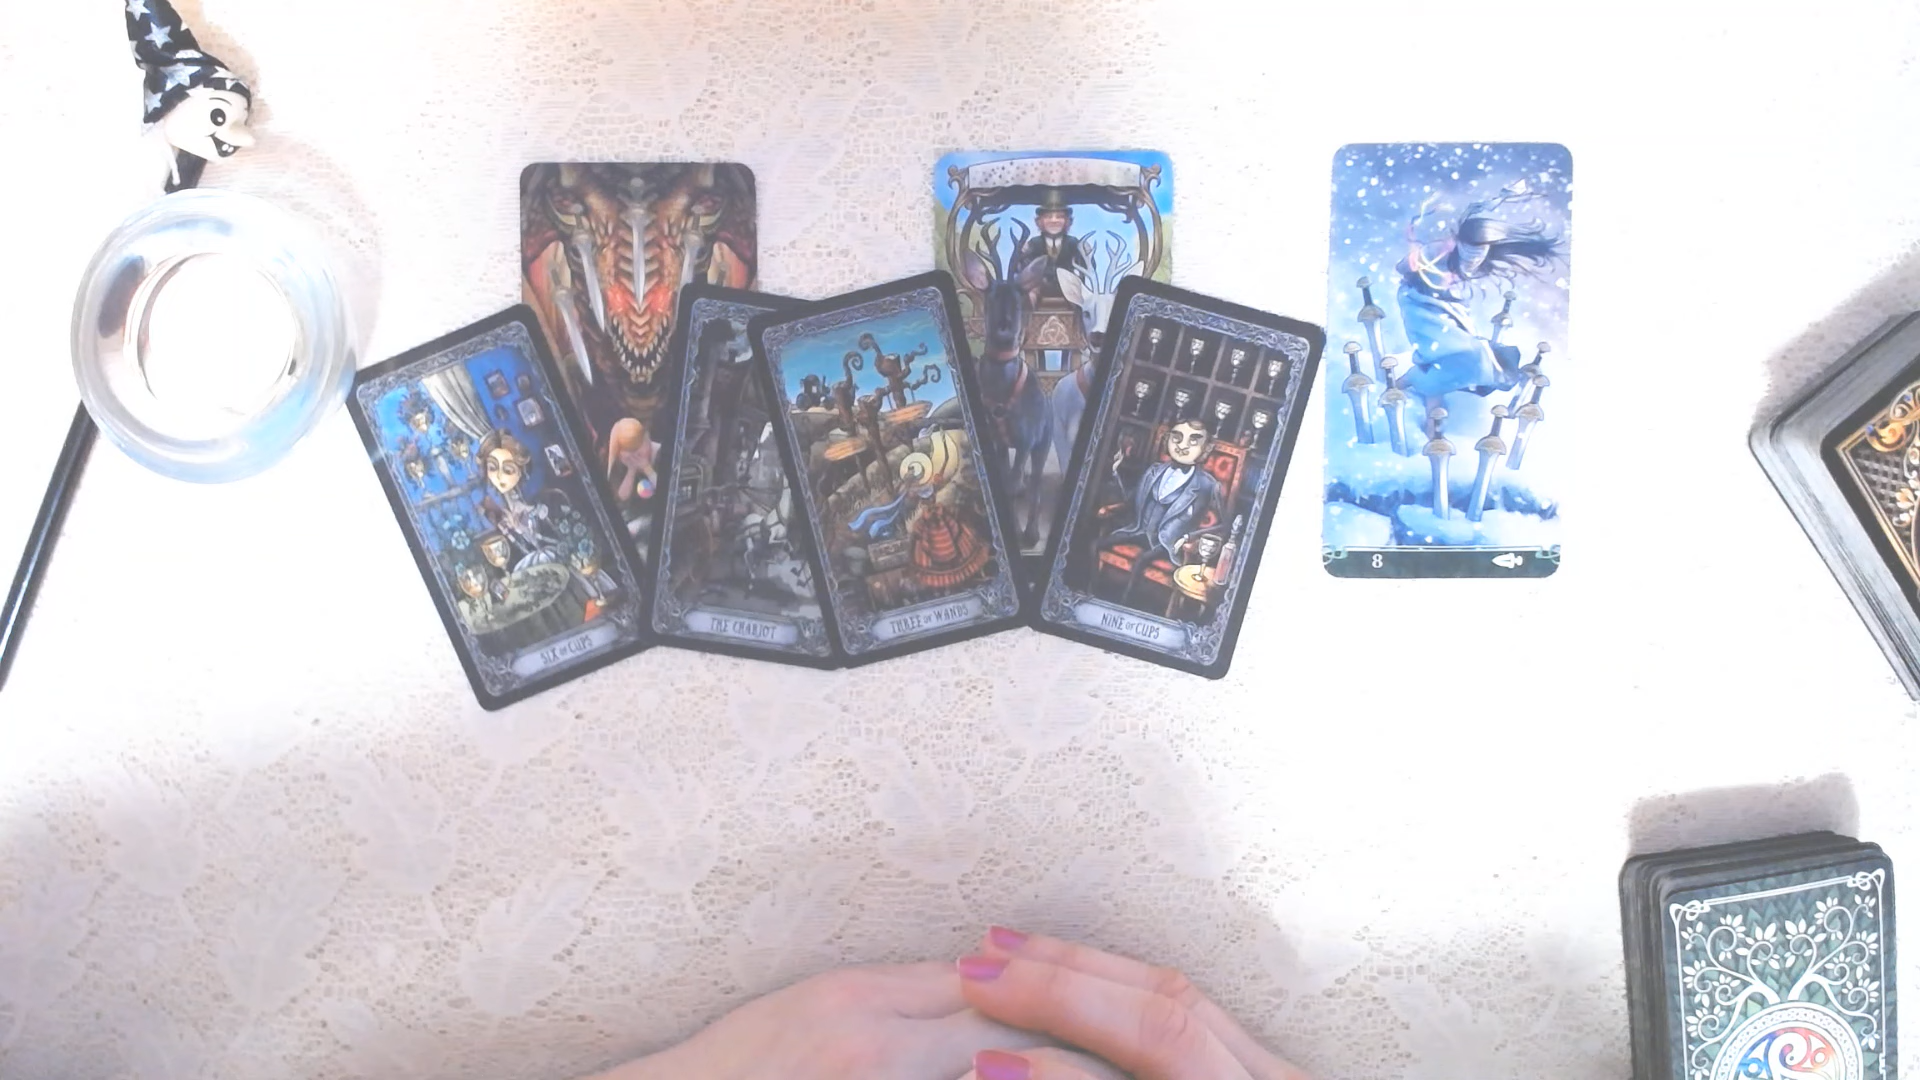 SIX OF CUPS
THE CHARIOT
THREE OF WANDS
NINE OF CUPS
8